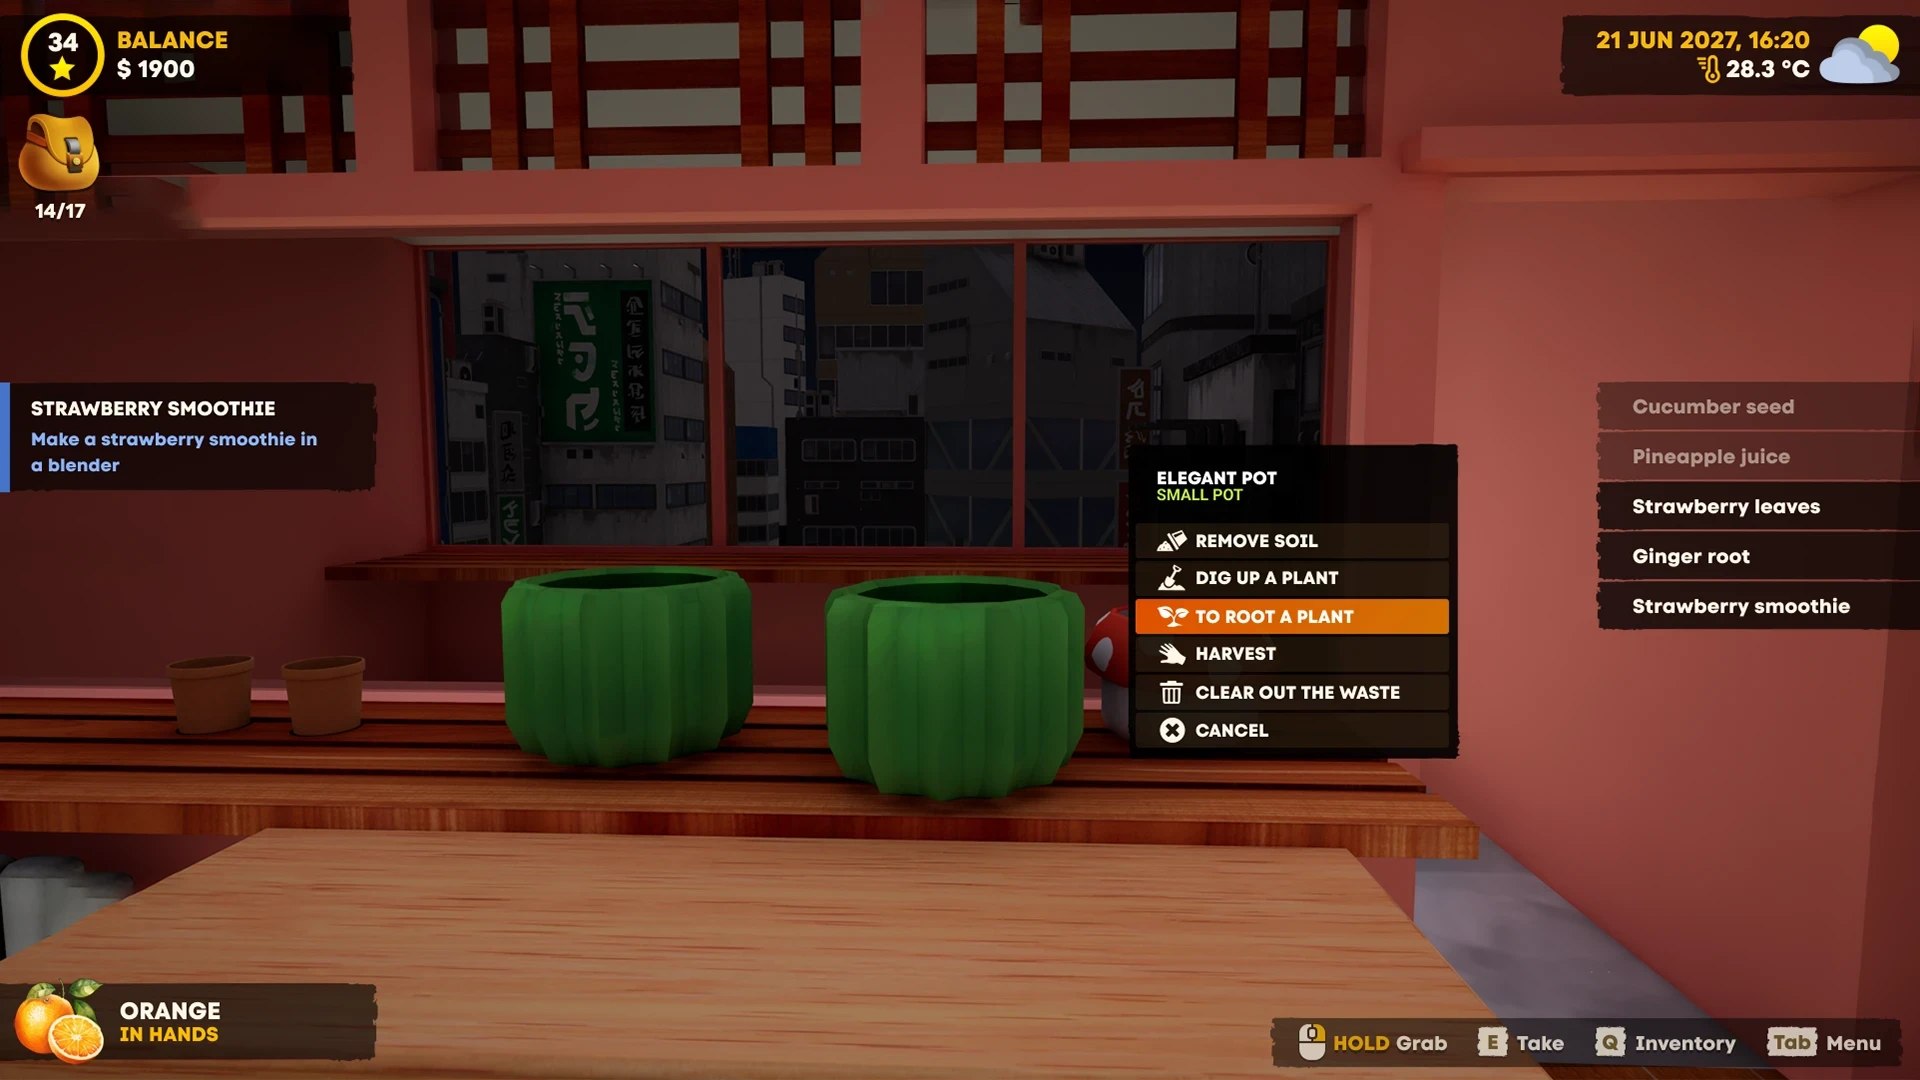 34
BALANCE
$ 1900
14/17
21 JUN 2027, 16:20
28.3 °C
STRAWBERRY SMOOTHIE
Make a strawberry smoothie in
a blender
ELEGANT POT
SMALL POT
REMOVE SOIL
DIG UP A PLANT
TO ROOT A PLANT
HARVEST
CLEAR OUT THE WASTE
CANCEL
Cucumber seed
Pineapple juice
Strawberry leaves
Ginger root
Strawberry smoothie
ORANGE
IN HANDS
HOLD Grab
E Take
Q Inventory
Tab Menu